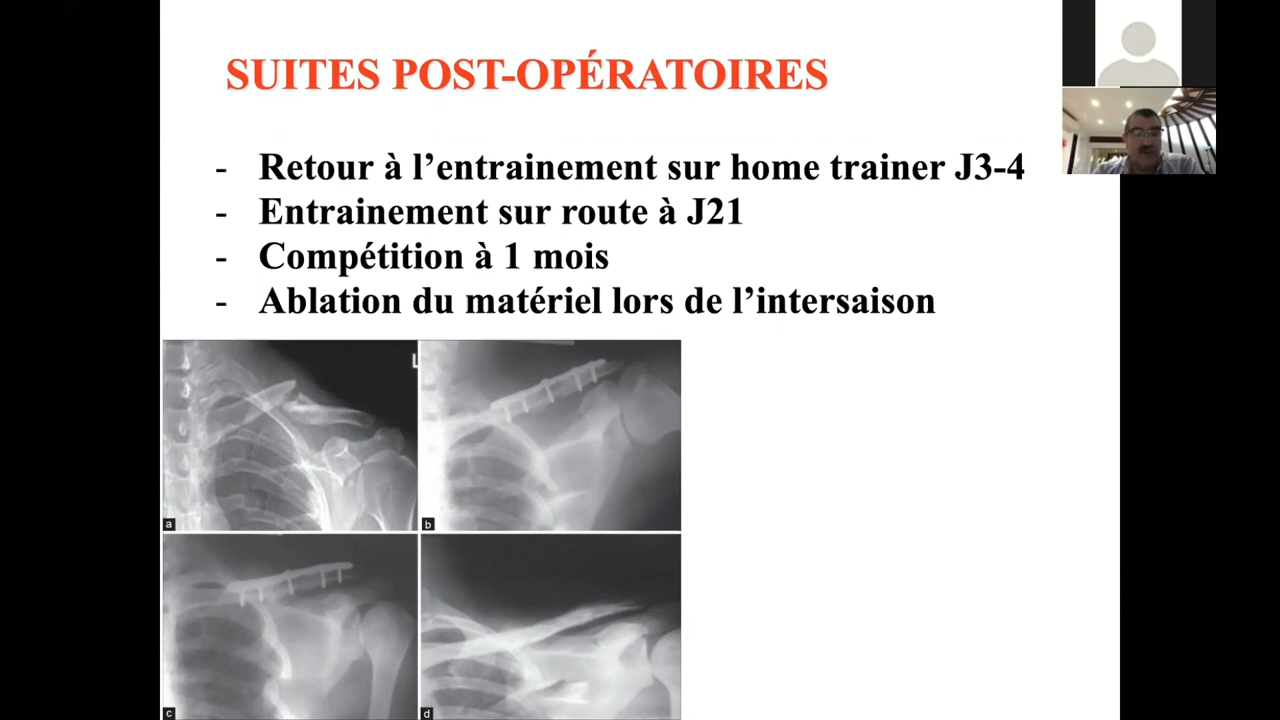 SUITES POST-OPÉRATOIRES
- Retour à l’entrainement sur home trainer J3-4
- Entrainement sur route à J21
- Compétition à 1 mois
- Ablation du matériel lors de l’intersaison
L
a
b
c
d